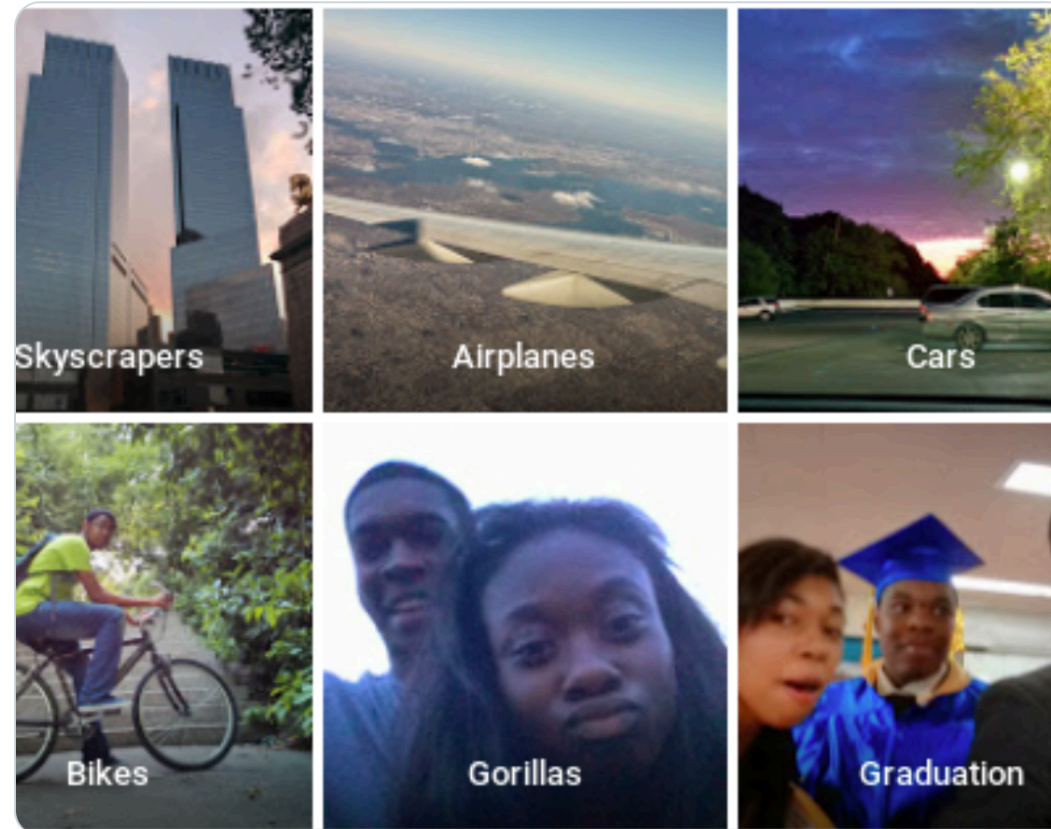 Skyscrapers
Airplanes
Cars
Bikes
Gorillas
Graduation